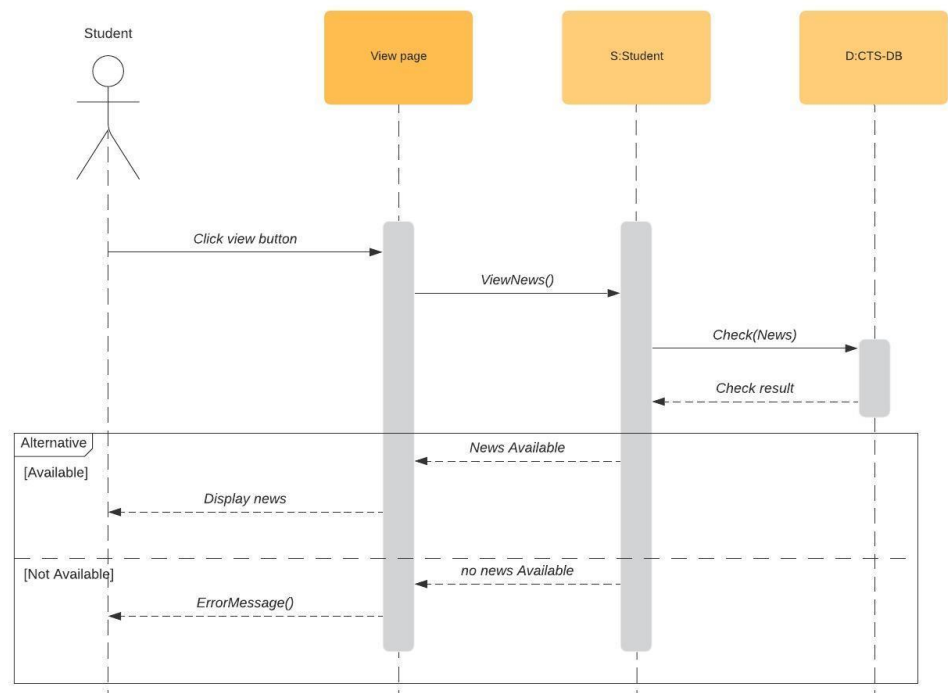 Student
View page
S:Student
D:CTS-DB
Click view button
ViewNews()
Check(News)
Check result
Alternative
News Available
[Available]
Display news
no news Available
[Not Available]
ErrorMessage()